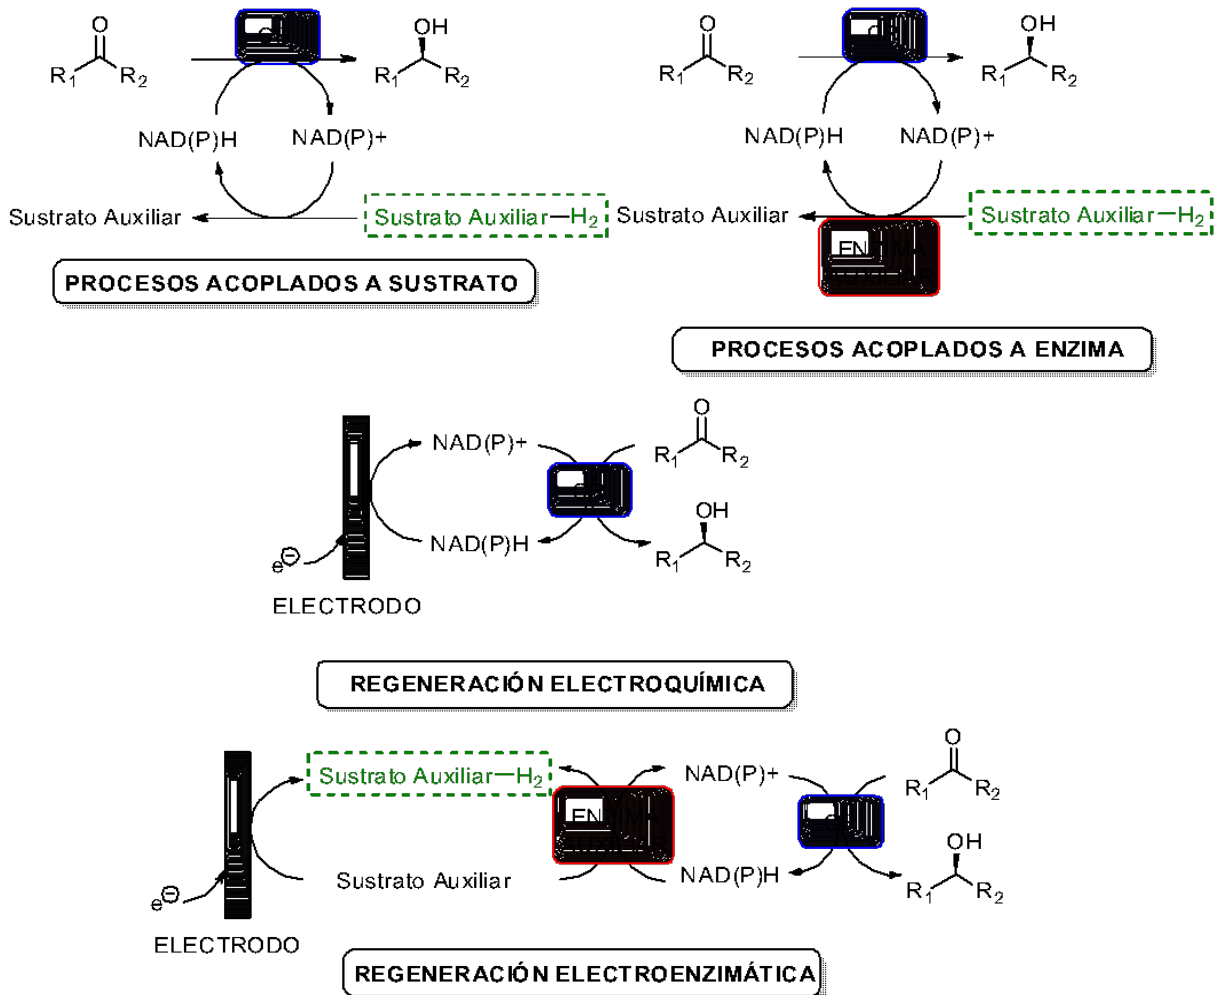 O OH
R1 R2 R1 R2
NAD(P)H NAD(P)+
Sustrato Auxiliar Sustrato Auxiliar—H2
PROCESOS ACOPLADOS A SUSTRATO
O OH
R1 R2 R1 R2
NAD(P)H NAD(P)+
Sustrato Auxiliar Sustrato Auxiliar—H2
PROCESOS ACOPLADOS A ENZIMA
O
NAD(P)+ R1 R2
OH
NAD(P)H R1 R2
e⊖
ELECTRODO
REGENERACIÓN ELECTROQUÍMICA
O
Sustrato Auxiliar—H2 NAD(P)+ R1 R2
OH
Sustrato Auxiliar NAD(P)H R1 R2
e⊖
ELECTRODO
REGENERACIÓN ELECTROENZIMÁTICA